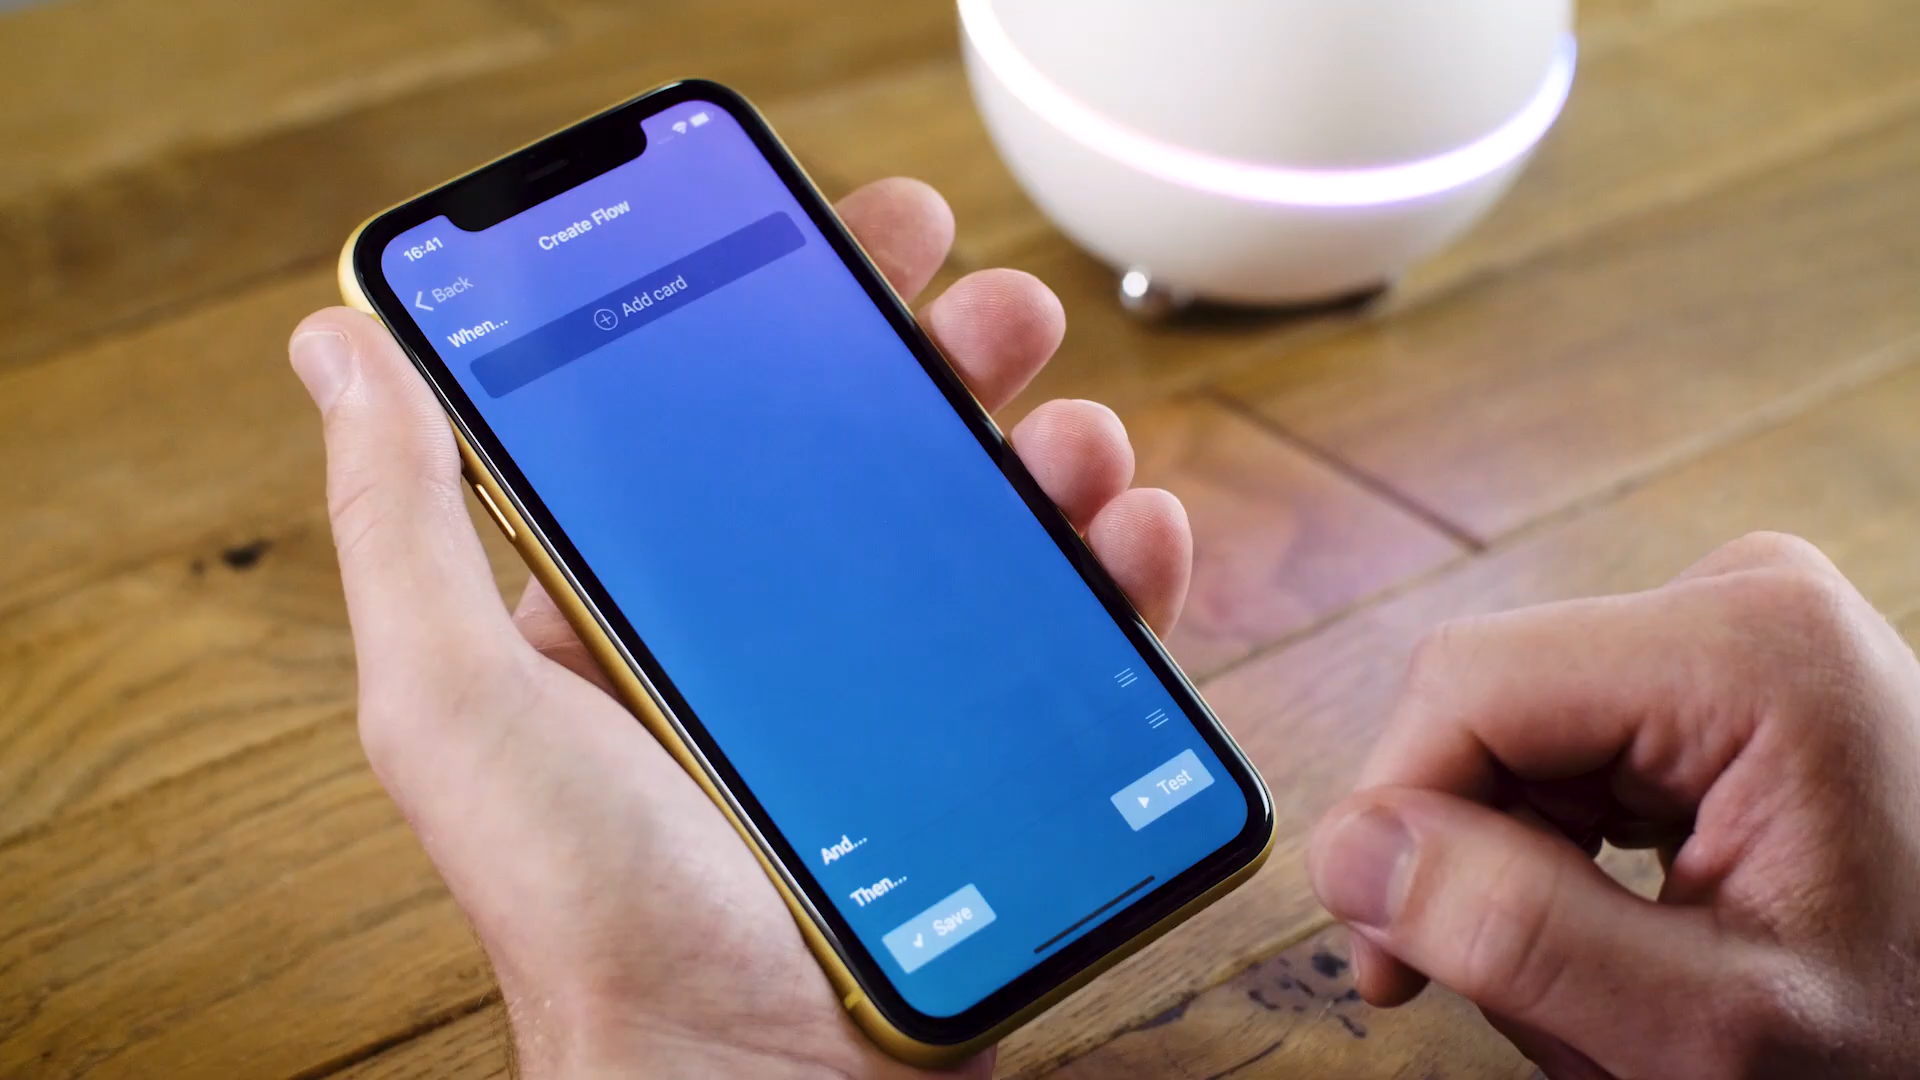 16:41
Create Flow
Back
When...
Add card
And...
Then...
Test
Save